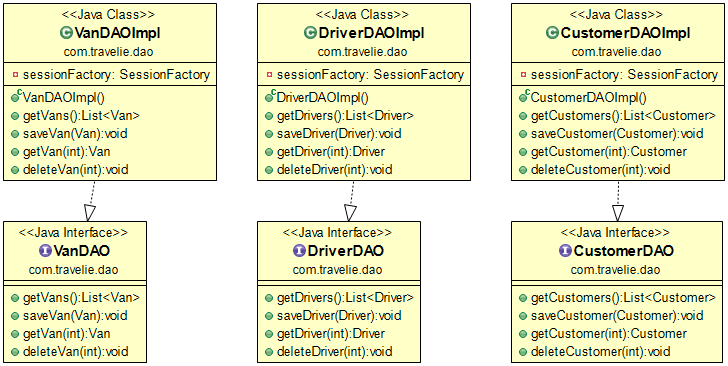 <<Java Class>>
VanDAOImpl
com.travelie.dao
sessionFactory: SessionFactory
VanDAOImpl()
getVans():List<Van>
saveVan(Van):void
getVan(int):Van
deleteVan(int):void
<<Java Class>>
DriverDAOImpl
com.travelie.dao
sessionFactory: SessionFactory
DriverDAOImpl()
getDrivers():List<Driver>
saveDriver(Driver):void
getDriver(int):Driver
deleteDriver(int):void
<<Java Class>>
CustomerDAOImpl
com.travelie.dao
sessionFactory: SessionFactory
CustomerDAOImpl()
getCustomers():List<Customer>
saveCustomer(Customer):void
getCustomer(int):Customer
deleteCustomer(int):void
<<Java Interface>>
VanDAO
com.travelie.dao
getVans():List<Van>
saveVan(Van):void
getVan(int):Van
deleteVan(int):void
<<Java Interface>>
DriverDAO
com.travelie.dao
getDrivers():List<Driver>
saveDriver(Driver):void
getDriver(int):Driver
deleteDriver(int):void
<<Java Interface>>
CustomerDAO
com.travelie.dao
getCustomers():List<Customer>
saveCustomer(Customer):void
getCustomer(int):Customer
deleteCustomer(int):void